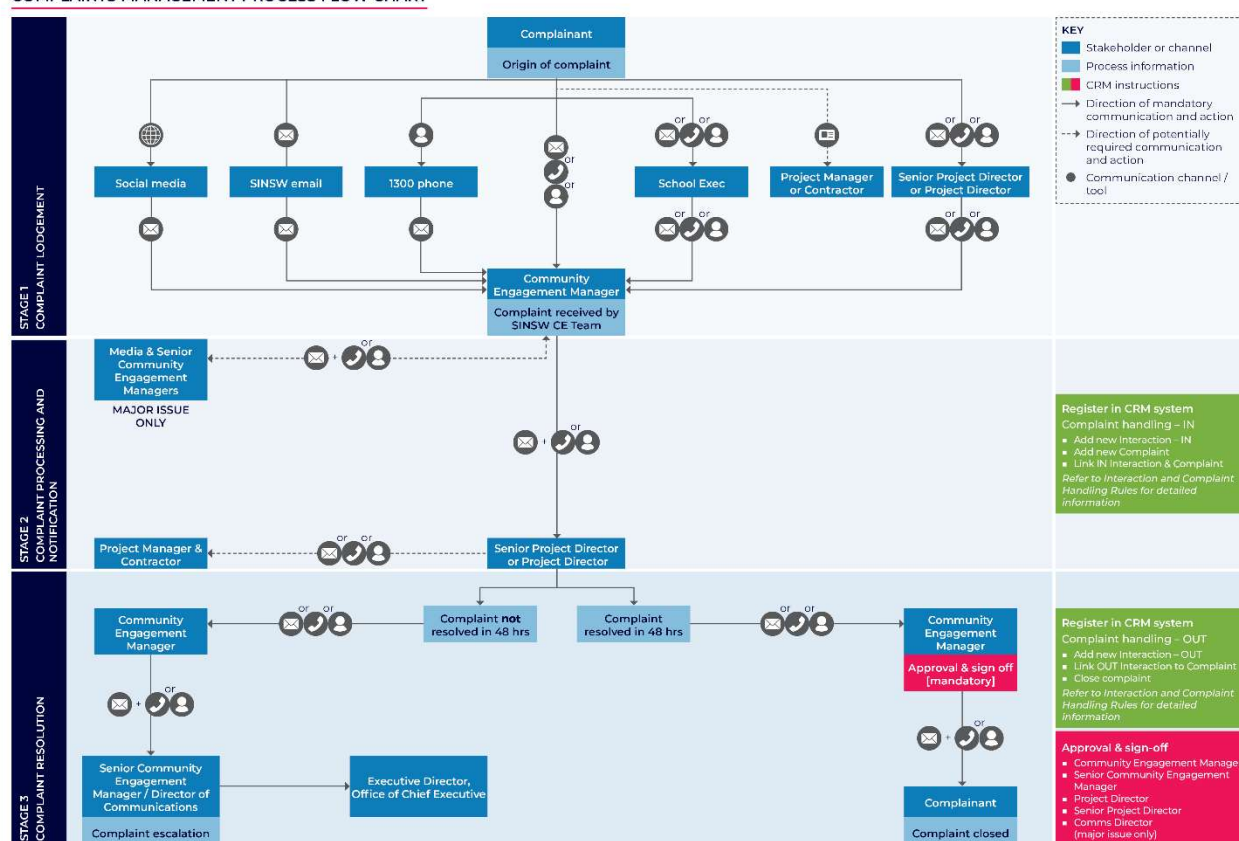 COMPLAINTS MANAGEMENT PROCESS FLOW CHART
STAGE 1
COMPLAINT LODGEMENT
Complainant
Origin of complaint
or
or or
or or
Social media
SINSW email
1300 phone
or
School Exec
Project Manager
or Contractor
Senior Project Director
or Project Director
or or
or or
Community
Engagement Manager
Complaint received by
SINSW CE Team
KEY
Stakeholder or channel
Process information
CRM instructions
Direction of mandatory
communication and action
Direction of potentially
required communication
and action
Communication channel /
tool
STAGE 2
COMPLAINT PROCESSING AND
NOTIFICATION
Media & Senior
Community
Engagement
Managers
MAJOR ISSUE
ONLY
+ or
+ or
Project Manager &
Contractor
or or
Senior Project Director
or Project Director
Register in CRM system
Complaint handling – IN
▪ Add new Interaction – IN
▪ Add new Complaint
▪ Link IN Interaction & Complaint
Refer to Interaction and Complaint
Handling Rules for detailed
information
STAGE 3
COMPLAINT RESOLUTION
Community
Engagement
Manager
or or
Complaint not
resolved in 48 hrs
Complaint
resolved in 48 hrs
or or
Community
Engagement
Manager
Approval & sign off
[mandatory]
+ or
+ or
Senior Community
Engagement
Manager / Director of
Communications
Complaint escalation
Executive Director,
Office of Chief Executive
Complainant
Complaint closed
Register in CRM system
Complaint handling – OUT
▪ Add new Interaction – OUT
▪ Link OUT Interaction to Complaint
▪ Close complaint
Refer to Interaction and Complaint
Handling Rules for detailed
information
Approval & sign-off
▪ Community Engagement Manage
▪ Senior Community Engagement
Manager
▪ Project Director
▪ Senior Project Director
▪ Comms Director
(major issue only)